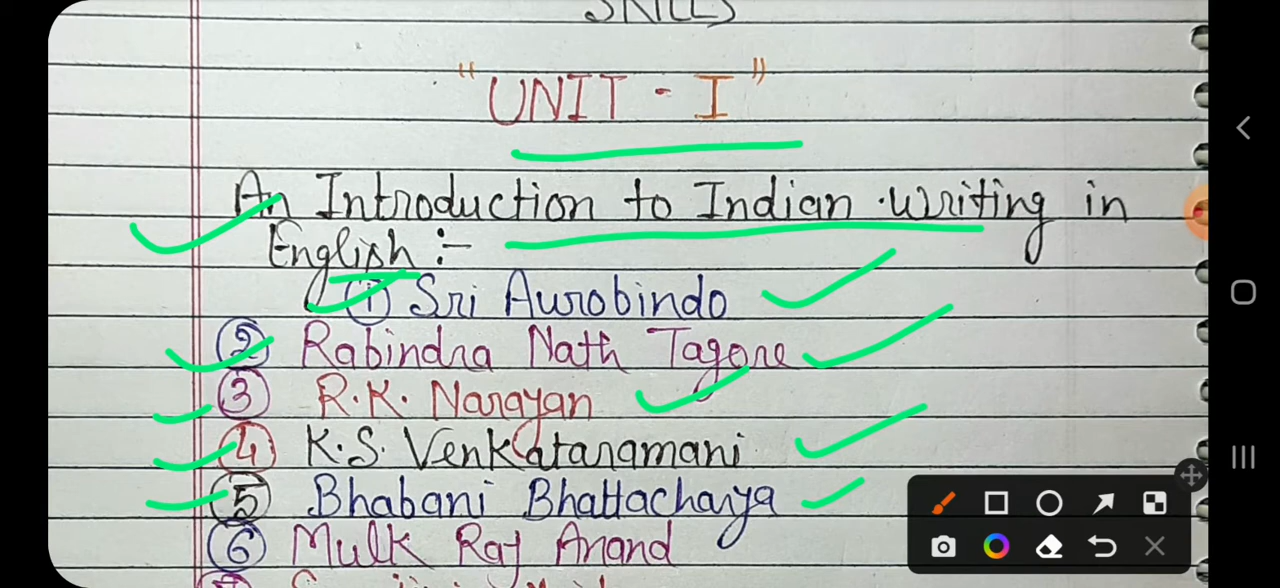 SKILLS
"UNIT - I"
An Introduction to Indian Writing in
English :-
① Sri Aurobindo
② Rabindra Nath Tagore
③ R.K. Narayan
④ K.S. Venkataramani
⑤ Bhabani Bhattacharya
⑥ Mulk Raj Anand